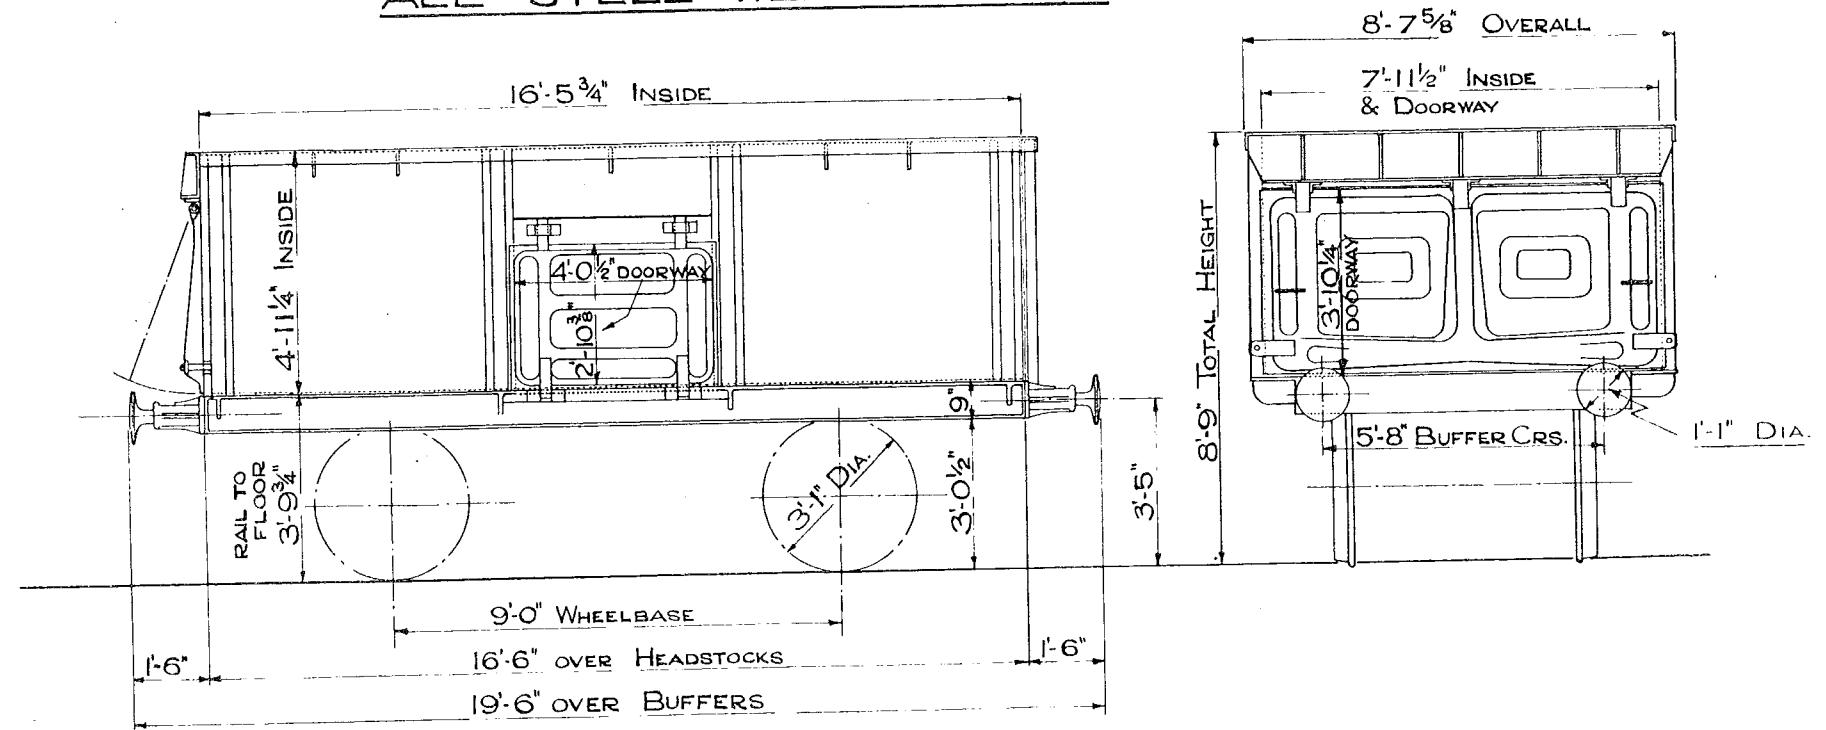 ALL STEEL
8'-7⅝" OVERALL
16'-5¾" INSIDE
7'-11½" INSIDE
& DOORWAY
4'-11¼" INSIDE
4'-0½" DOORWAY
2'-10⅜"
8'-9" TOTAL HEIGHT
3'-10¼"
DOORWAY
9"
5'-8" BUFFER CRS.
1'-1" DIA.
RAIL TO
FLOOR
3'-9¾"
3'-1" DIA.
3'-0½"
3'-5"
9'-0" WHEELBASE
1'-6"
16'-6" OVER HEADSTOCKS
1'-6"
19'-6" OVER BUFFERS